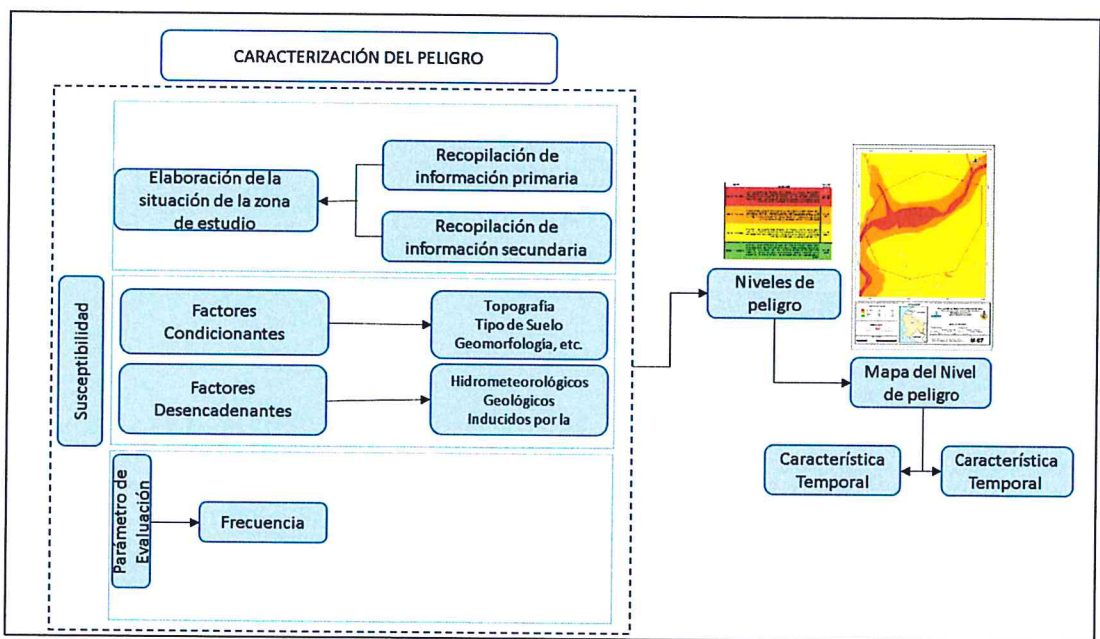 CARACTERIZACIÓN DEL PELIGRO
Elaboración de la
situación de la zona
de estudio
Recopilación de
información primaria
Recopilación de
información secundaria
Susceptibilidad
Factores
Condicionantes
Topografía
Tipo de Suelo
Geomorfología, etc.
Factores
Desencadenantes
Hidrometeorológicos
Geológicos
Inducidos por la
Parámetro de
Evaluación
Frecuencia
Niveles de
peligro
M-07
Mapa del Nivel
de peligro
Característica
Temporal
Característica
Temporal